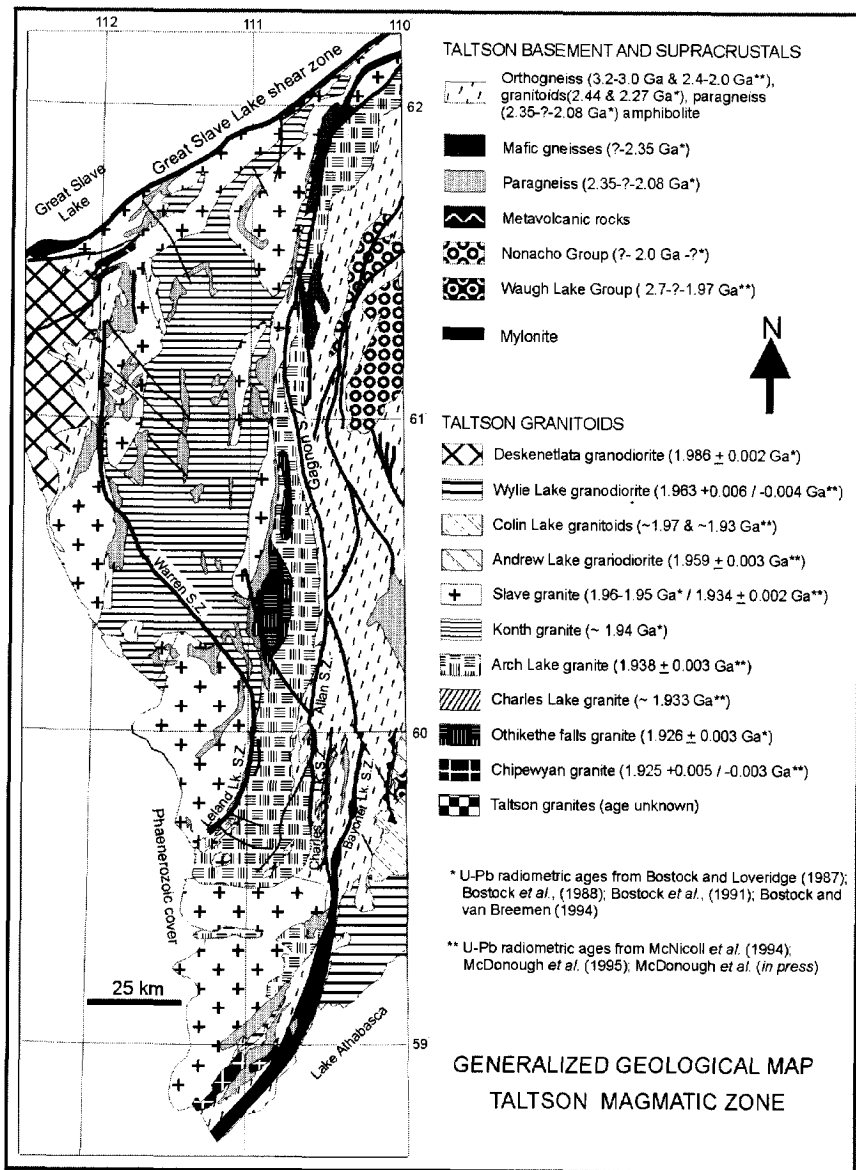 112
111
110
Great Slave Lake shear zone
Great Slave
Lake
62
61
60
59
Gagnon S.Z.
Warren S.Z.
Allan S.Z.
Leland Lk. S.Z.
Charles Lk. S.Z.
Bayonet Lk. S.Z.
Phaenerozoic cover
25 km
Lake Athabasca
TALTSON BASEMENT AND SUPRACRUSTALS
Orthogneiss (3.2-3.0 Ga & 2.4-2.0 Ga**),
granitoids(2.44 & 2.27 Ga*), paragneiss
(2.35-?-2.08 Ga*) amphibolite
Mafic gneisses (?-2.35 Ga*)
Paragneiss (2.35-?-2.08 Ga*)
Metavolcanic rocks
Nonacho Group (?- 2.0 Ga -?*)
Waugh Lake Group ( 2.7-?-1.97 Ga**)
Mylonite
N
TALTSON GRANITOIDS
Deskenetlata granodiorite (1.986 ± 0.002 Ga*)
Wylie Lake granodiorite (1.963 +0.006 / -0.004 Ga**)
Colin Lake granitoids (~1.97 & ~1.93 Ga**)
Andrew Lake granodiorite (1.959 ± 0.003 Ga**)
Slave granite (1.96-1.95 Ga* / 1.934 ± 0.002 Ga**)
Konth granite (~ 1.94 Ga*)
Arch Lake granite (1.938 ± 0.003 Ga**)
Charles Lake granite (~ 1.933 Ga**)
Othikethe falls granite (1.926 ± 0.003 Ga*)
Chipewyan granite (1.925 +0.005 / -0.003 Ga**)
Taltson granites (age unknown)
* U-Pb radiometric ages from Bostock and Loveridge (1987);
Bostock et al., (1988); Bostock et al., (1991); Bostock and
van Breemen (1994)
** U-Pb radiometric ages from McNicoll et al. (1994);
McDonough et al. (1995); McDonough et al. (in press)
GENERALIZED GEOLOGICAL MAP
TALTSON MAGMATIC ZONE